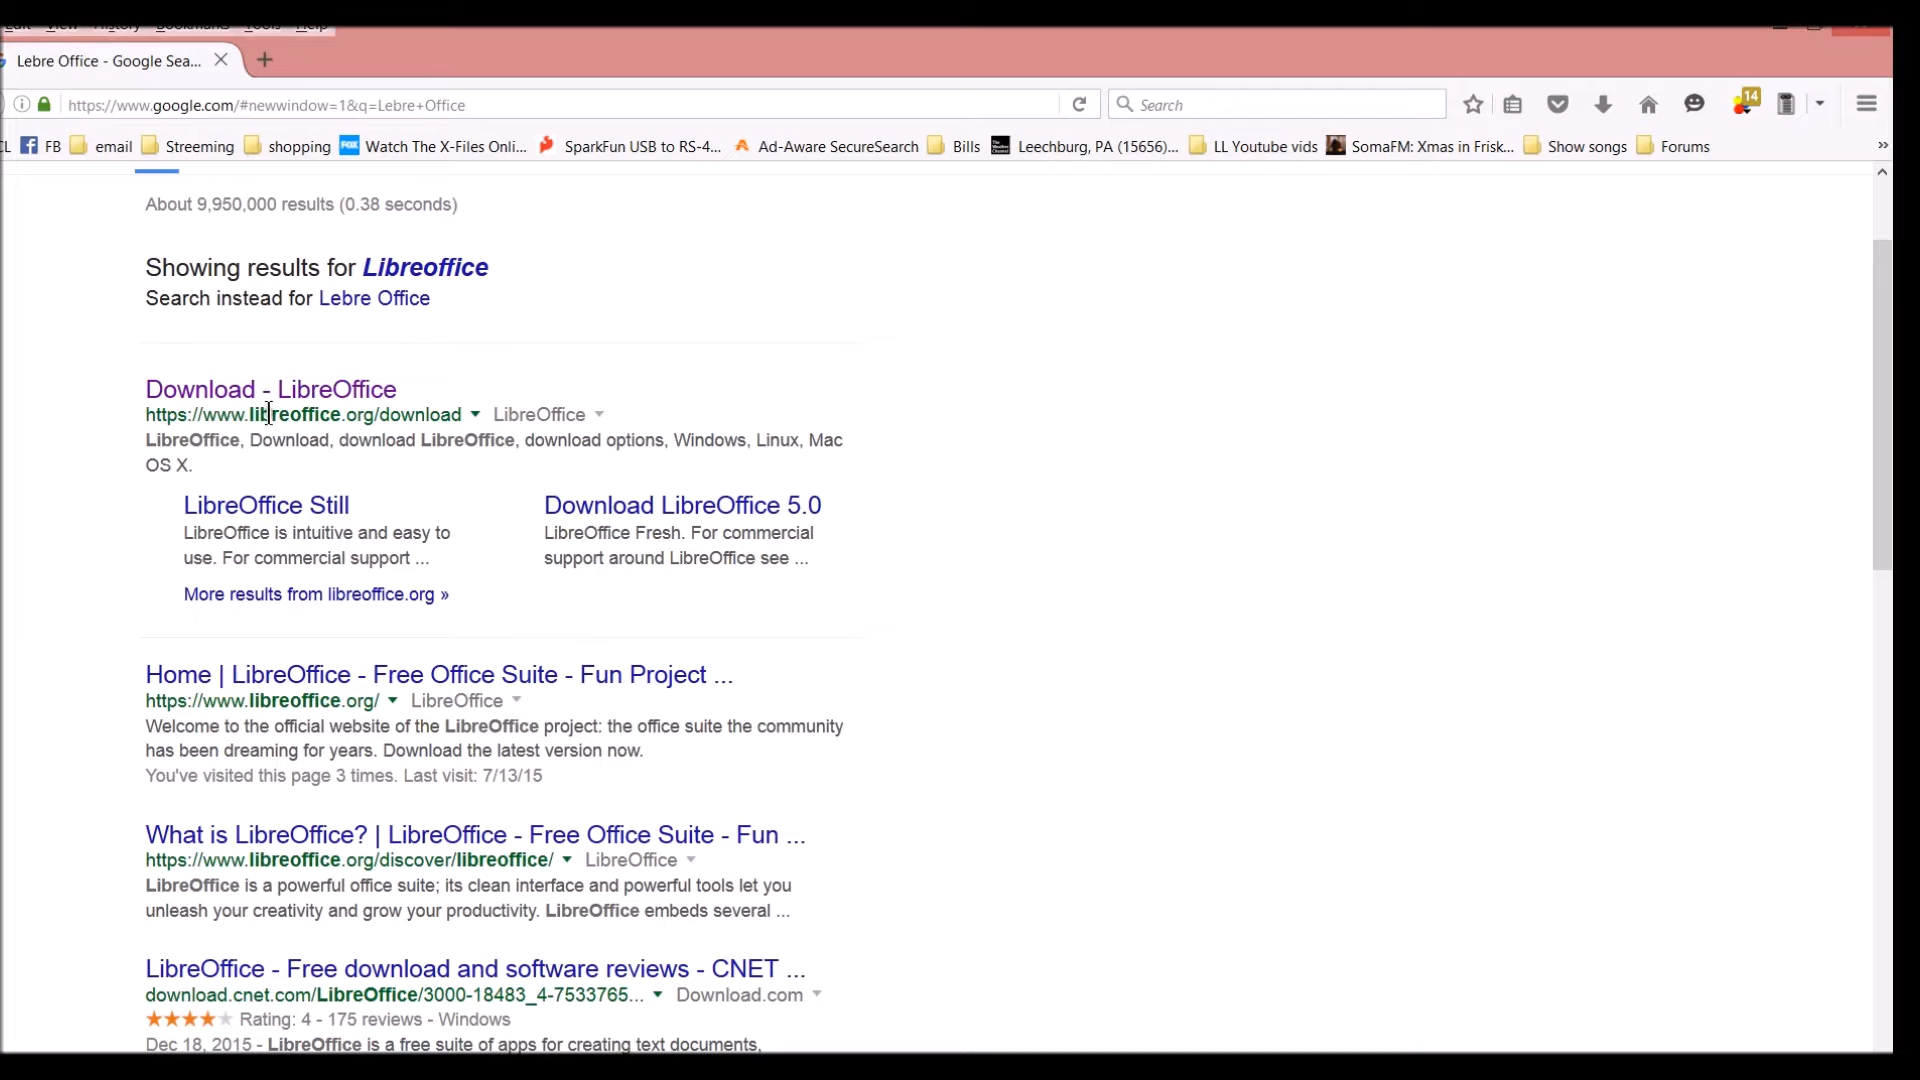 Edit View History Bookmarks Tools Help
Lebre Office - Google Sea...
https://www.google.com/#newwindow=1&q=Lebre+Office
Search
14
CL FB email Streeming shopping Watch The X-Files Onli... SparkFun USB to RS-4... Ad-Aware SecureSearch Bills Leechburg, PA (15656)... LL Youtube vids SomaFM: Xmas in Frisk... Show songs Forums »
About 9,950,000 results (0.38 seconds)
Showing results for Libreoffice
Search instead for Lebre Office
Download - LibreOffice
https://www.libreoffice.org/download LibreOffice
LibreOffice, Download, download LibreOffice, download options, Windows, Linux, Mac
OS X.
LibreOffice Still
LibreOffice is intuitive and easy to
use. For commercial support ...
Download LibreOffice 5.0
LibreOffice Fresh. For commercial
support around LibreOffice see ...
More results from libreoffice.org »
Home | LibreOffice - Free Office Suite - Fun Project ...
https://www.libreoffice.org/ LibreOffice
Welcome to the official website of the LibreOffice project: the office suite the community
has been dreaming for years. Download the latest version now.
You've visited this page 3 times. Last visit: 7/13/15
What is LibreOffice? | LibreOffice - Free Office Suite - Fun ...
https://www.libreoffice.org/discover/libreoffice/ LibreOffice
LibreOffice is a powerful office suite; its clean interface and powerful tools let you
unleash your creativity and grow your productivity. LibreOffice embeds several ...
LibreOffice - Free download and software reviews - CNET ...
download.cnet.com/LibreOffice/3000-18483_4-7533765... Download.com
Rating: 4 - 175 reviews - Windows
Dec 18, 2015 - LibreOffice is a free suite of apps for creating text documents,